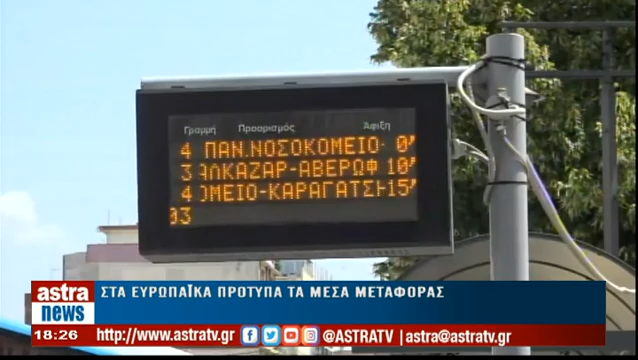 Γραμμή Προορισμός Άφιξη
4 ΠΑΝ.ΝΟΣΟΚΟΜΕΙΟ- 0'
3 ΑΛΚΑΖΑΡ-ΑΒΕΡΩΦ 10'
4 ΟΜΕΙΟ-ΚΑΡΑΓΑΤΣΗ 15'
03
astra
news
ΣΤΑ ΕΥΡΩΠΑΪΚΑ ΠΡΟΤΥΠΑ ΤΑ ΜΕΣΑ ΜΕΤΑΦΟΡΑΣ
18:26 http://www.astratv.gr @ASTRATV | astra@astratv.gr